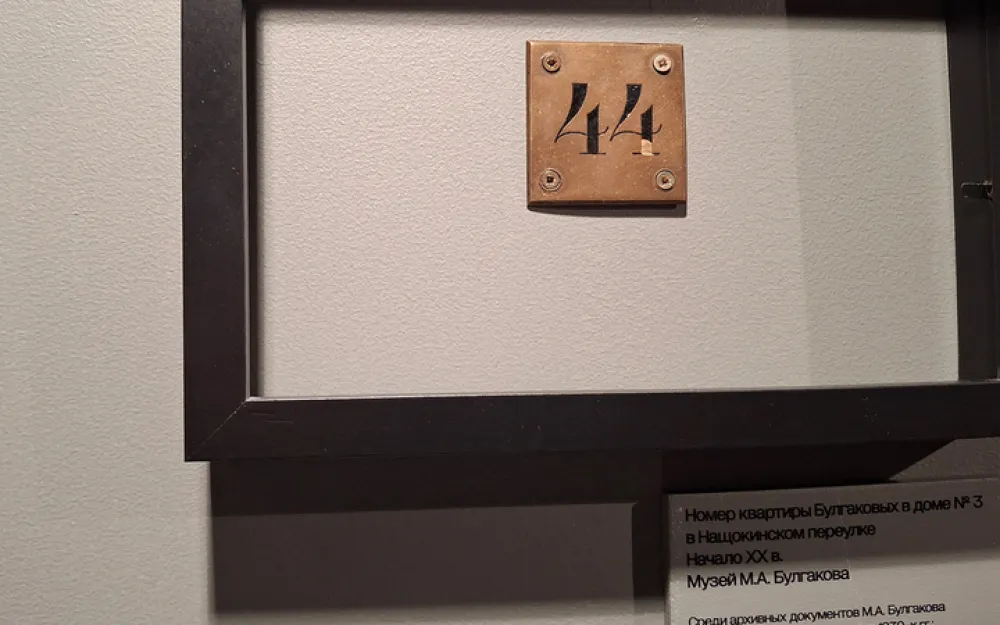 44
Номер квартиры Булгаковых в доме № 3
в Нащокинском переулке
Начало XX в.
Музей М.А. Булгакова
Среди архивных документов М.А. Булгакова